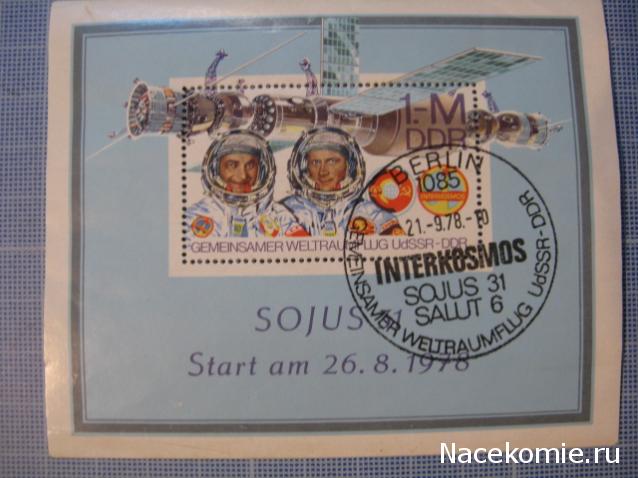 1.-M
DDR
GEMEINSAMER WELTRAUMFLUG UdSSR-DDR
INTERKOSMOS
SOJUS 31
Start am 26.8.1978
BERLIN
1085
21.-9.78.-10
INTERKOSMOS
SOJUS 31
SALUT 6
GEMEINSAMER WELTRAUMFLUG UdSSR-DDR
Nacekomie.ru